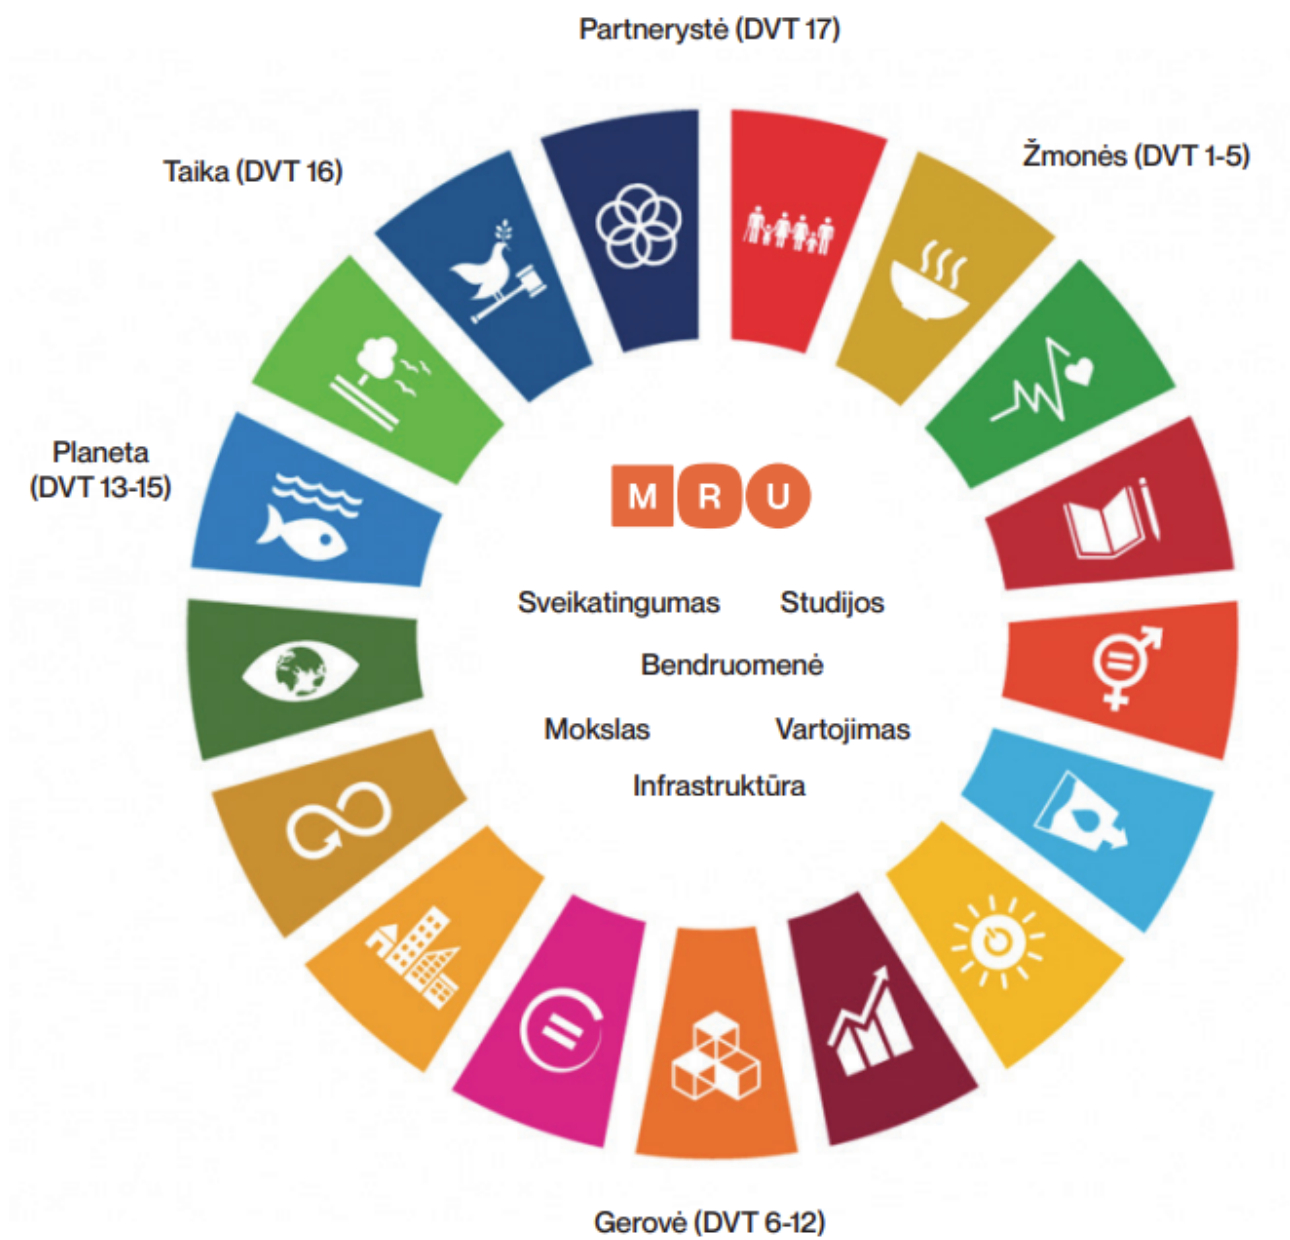 Partnerystė (DVT 17)
Taika (DVT 16)
Žmonės (DVT 1-5)
Planeta
(DVT 13-15)
MRU
Sveikatingumas Studijos
Bendruomenė
Mokslas Vartojimas
Infrastruktūra
Gerovė (DVT 6-12)